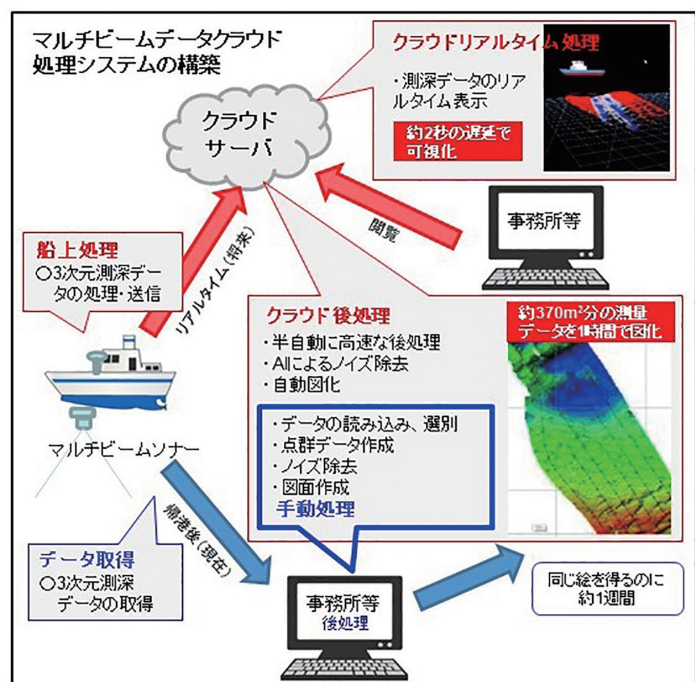 マルチビームデータクラウド
処理システムの構築
クラウドリアルタイム処理
・測深データのリア
ルタイム表示
約2秒の遅延で
可視化
クラウド
サーバ
事務所等
閲覧
船上処理
○3次元測深デー
タの処理・送信
リアルタイム(将来)
クラウド後処理
・半自動に高速な後処理
・AIによるノイズ除去
・自動図化
約370m²分の測量
データを1時間で図化
・データの読み込み、選別
・点群データ作成
・ノイズ除去
・図面作成
手動処理
マルチビームソナー
帰港後(現在)
データ取得
○3次元測深
データの取得
事務所等
後処理
同じ絵を得るのに
約1週間